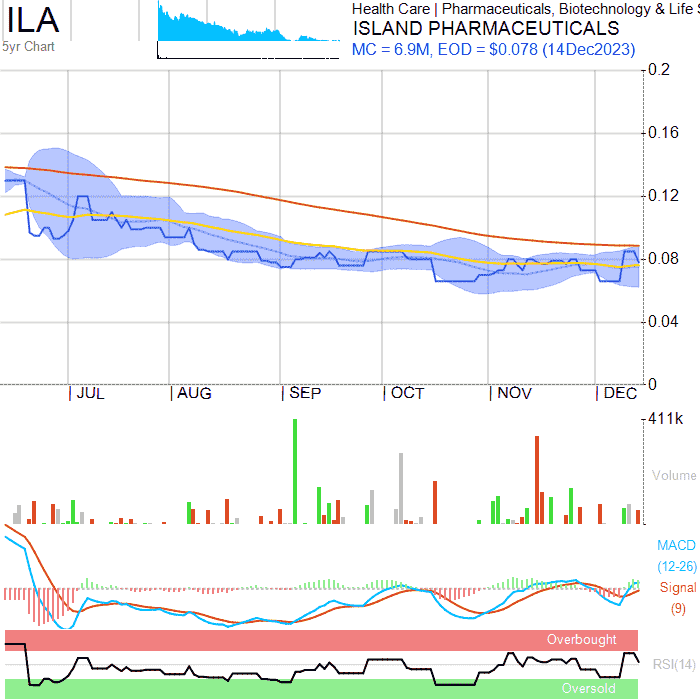 ILA
5yr Chart
Health Care | Pharmaceuticals, Biotechnology & Life
ISLAND PHARMACEUTICALS
MC = 6.9M, EOD = $0.078 (14Dec2023)
0.2
0.16
0.12
0.08
0.04
0
JUL AUG SEP OCT NOV DEC
411k
Volume
MACD
(12-26)
Signal
(9)
Overbought
RSI(14)
Oversold